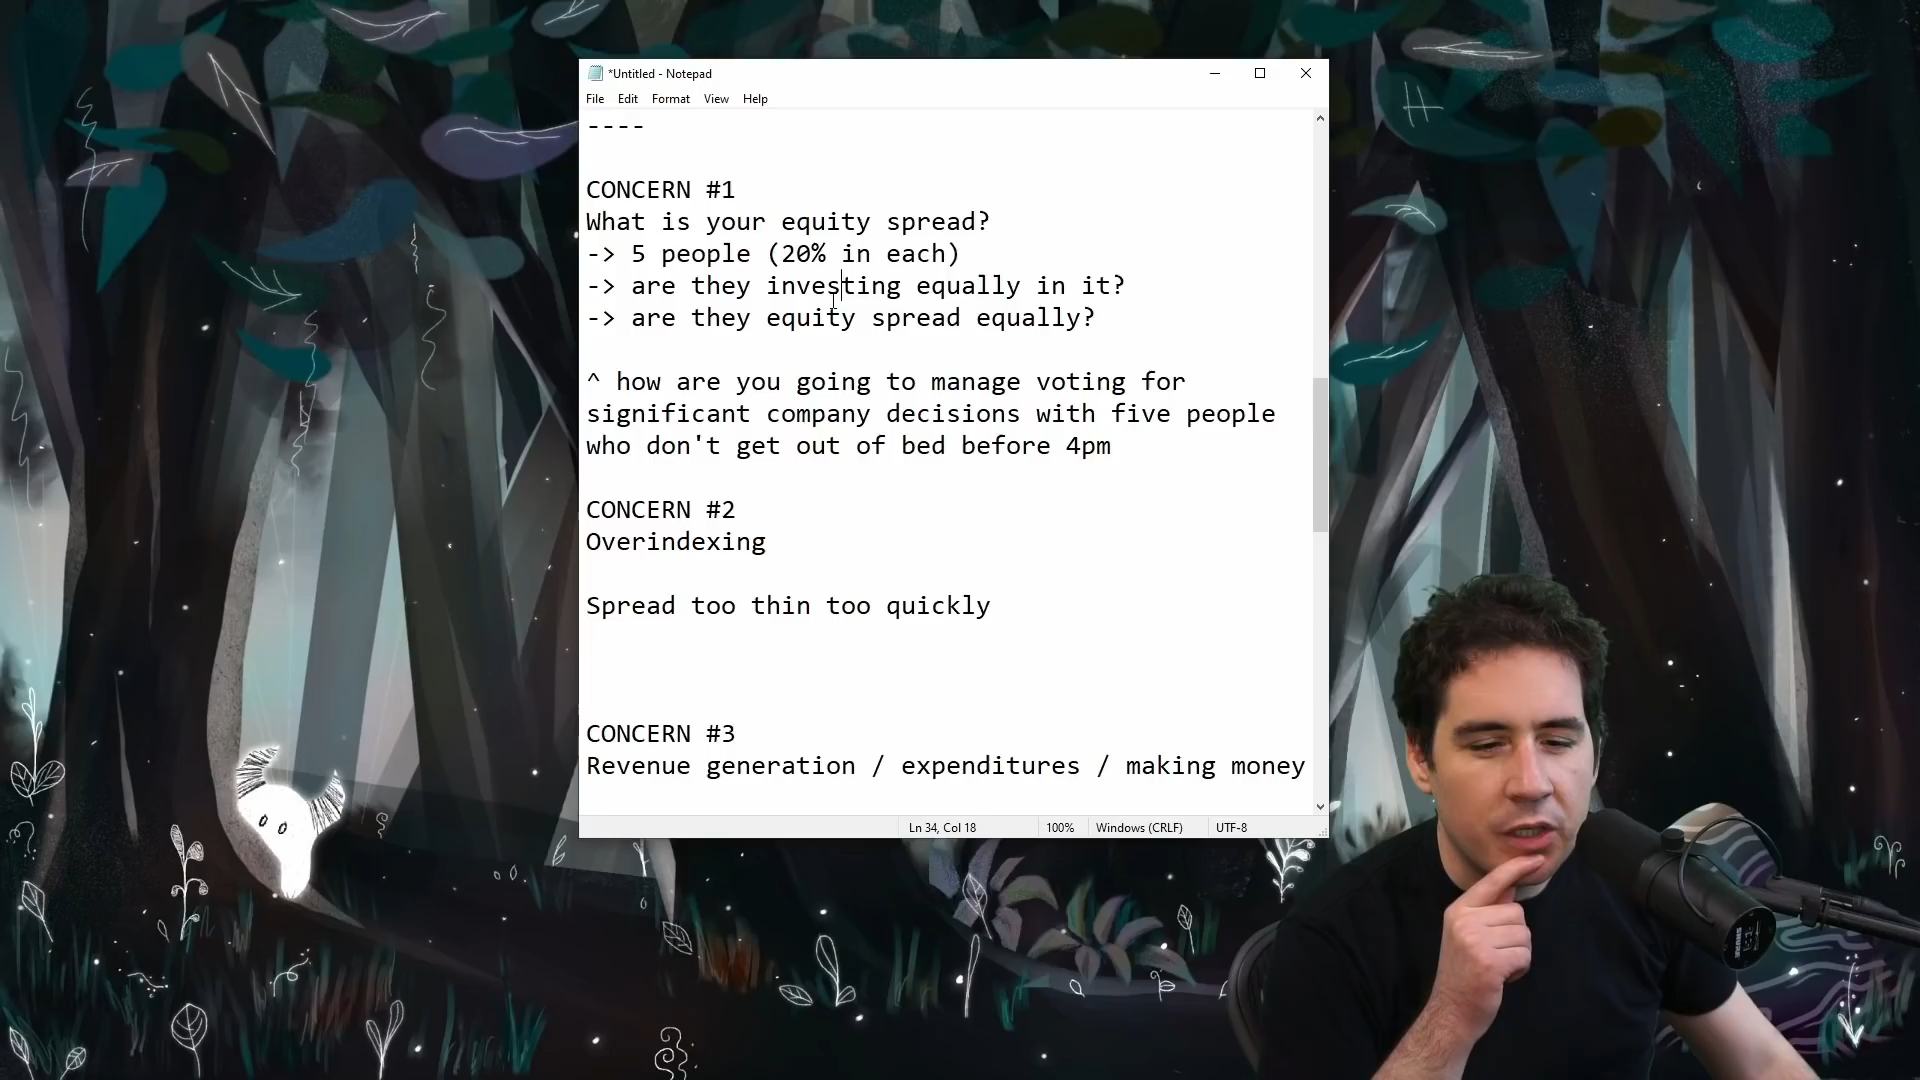 *Untitled - Notepad
File Edit Format View Help
----
CONCERN #1
What is your equity spread?
-> 5 people (20% in each)
-> are they investing equally in it?
-> are they equity spread equally?
^ how are you going to manage voting for
significant company decisions with five people
who don't get out of bed before 4pm
CONCERN #2
Overindexing
Spread too thin too quickly
CONCERN #3
Revenue generation / expenditures / making money
Ln 34, Col 18 100% Windows (CRLF) UTF-8
SHURE